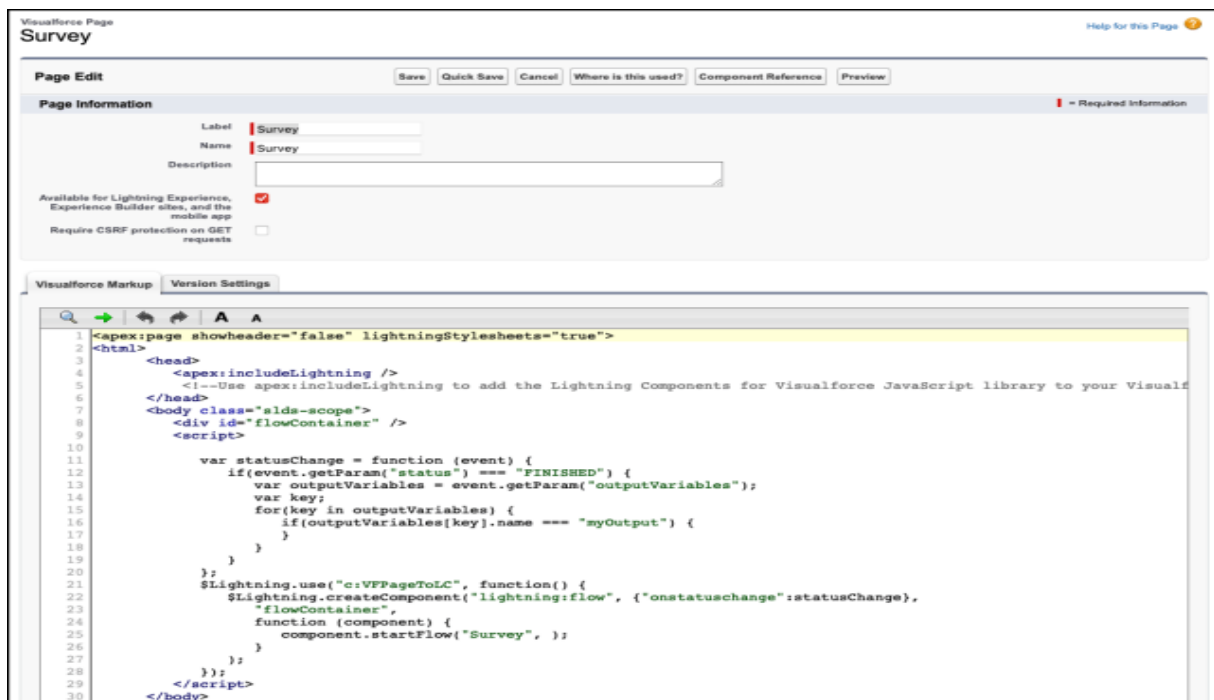 Visualforce Page
Survey
Help for this Page
Page Edit
Save Quick Save Cancel Where is this used? Component Reference Preview
Page Information
= Required Information
Label Survey
Name Survey
Description
Available for Lightning Experience, Experience Builder sites, and the mobile app
Require CSRF protection on GET requests
Visualforce Markup Version Settings
A A
1 <apex:page showheader="false" lightningStylesheets="true">
2 <html>
3 <head>
4 <apex:includeLightning />
5 <!--Use apex:includeLightning to add the Lightning Components for Visualforce JavaScript library to your Visualf
6 </head>
7 <body class="slds-scope">
8 <div id="flowContainer" />
9 <script>
10
11 var statusChange = function (event) {
12 if(event.getParam("status") === "FINISHED") {
13 var outputVariables = event.getParam("outputVariables");
14 var key;
15 for(key in outputVariables) {
16 if(outputVariables[key].name === "myOutput") {
17 }
18 }
19 }
20 };
21 $Lightning.use("c:VFPageToLC", function() {
22 $Lightning.createComponent("lightning:flow", {"onstatuschange":statusChange},
23 "flowContainer",
24 function (component) {
25 component.startFlow("Survey", );
26 }
27 );
28 });
29 </script>
30 </body>